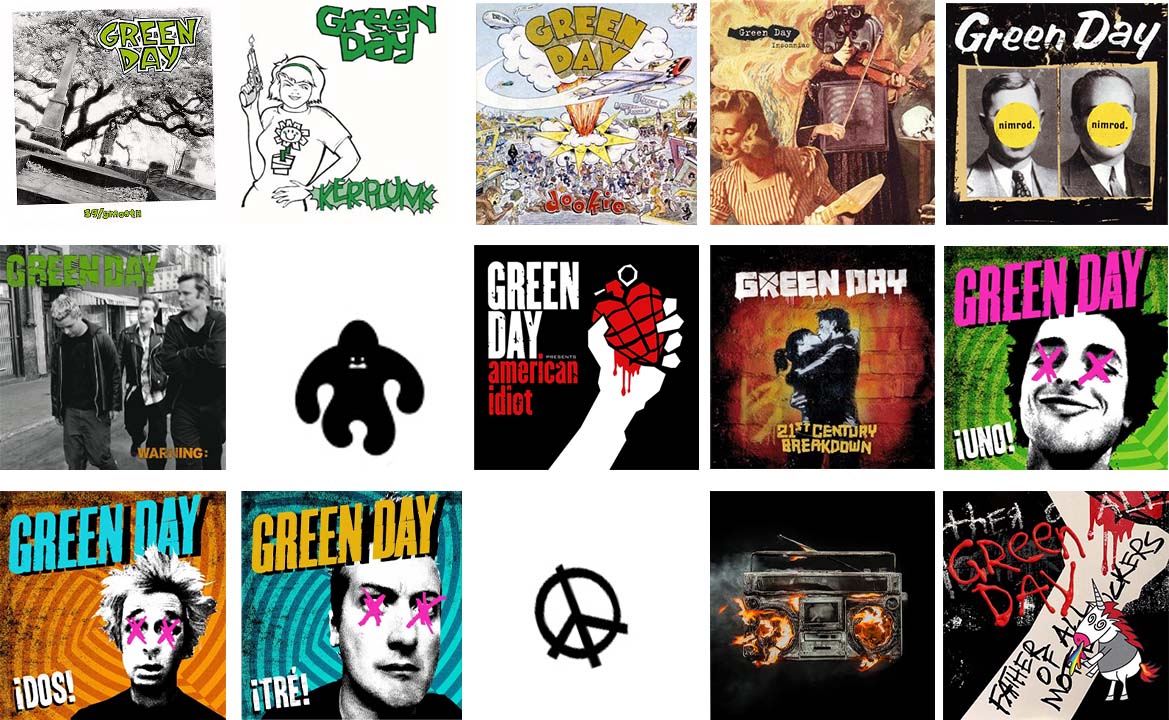 GREEN
DAY
39/smooth
GREEN
DAY
KERPLUNK
GREEN
DAY
dookie
Green Day
Insomniac
Green Day
nimrod.
nimrod.
GREEN DAY
WARNING:
GREEN
DAY
PRESENTS
american
idiot
GREEN DAY
21ST CENTURY
BREAKDOWN
GREEN DAY
¡UNO!
GREEN DAY
¡DOS!
GREEN DAY
¡TRÉ!
GREEN
DAY
FATHER
OF ALL